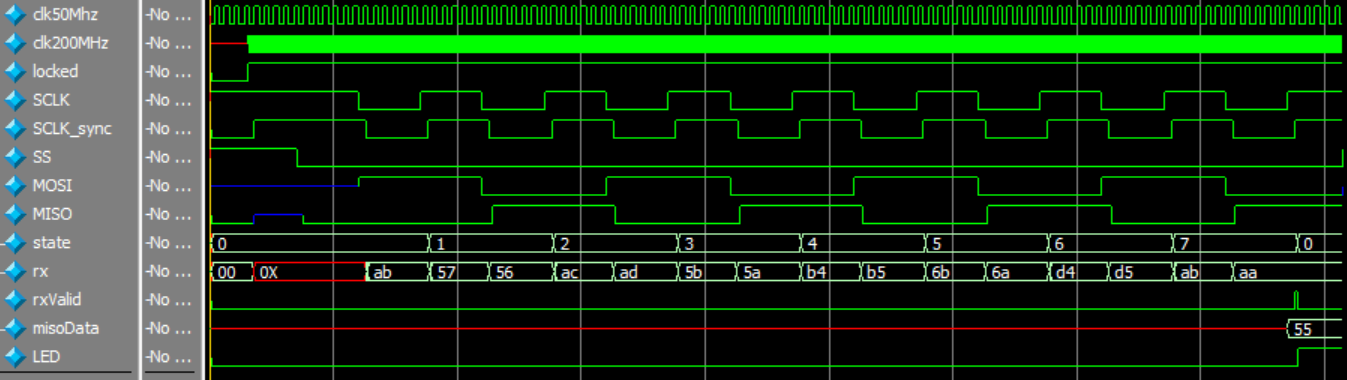 clk50Mhz -No ...
clk200MHz -No ...
locked -No ...
SCLK -No ...
SCLK_sync -No ...
SS -No ...
MOSI -No ...
MISO -No ...
state -No ... 0 1 2 3 4 5 6 7 0
rx -No ... 00 0X ab 57 56 ac ad 5b 5a b4 b5 6b 6a d4 d5 ab aa
rxValid -No ...
misoData -No ... 55
LED -No ...